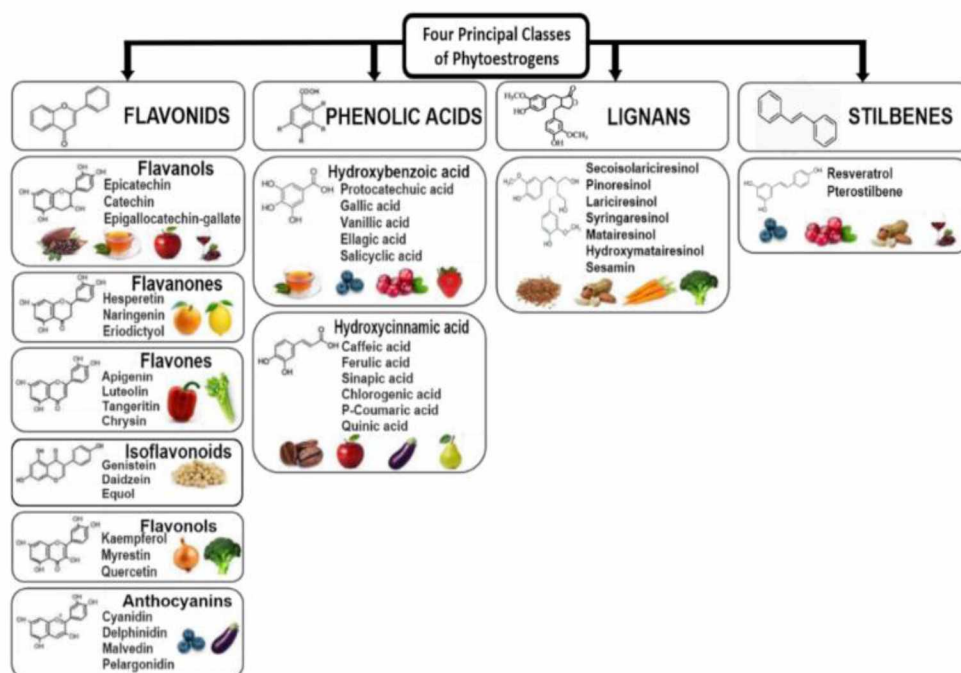 Four Principal Classes
of Phytoestrogens
FLAVONIDS
Flavanols
Epicatechin
Catechin
Epigallocatechin-gallate
Flavanones
Hesperetin
Naringenin
Eriodictyol
Flavones
Apigenin
Luteolin
Tangeritin
Chrysin
Isoflavonoids
Genistein
Daidzein
Equol
Flavonols
Kaempferol
Myrestin
Quercetin
Anthocyanins
Cyanidin
Delphinidin
Malvedin
Pelargonidin
PHENOLIC ACIDS
Hydroxybenzoic acid
Protocatechuic acid
Gallic acid
Vanillic acid
Ellagic acid
Salicyclic acid
Hydroxycinnamic acid
Caffeic acid
Ferulic acid
Sinapic acid
Chlorogenic acid
P-Coumaric acid
Quinic acid
LIGNANS
Secoisolariciresinol
Pinoresinol
Lariciresinol
Syringaresinol
Matairesinol
Hydroxymatairesinol
Sesamin
STILBENES
Resveratrol
Pterostilbene